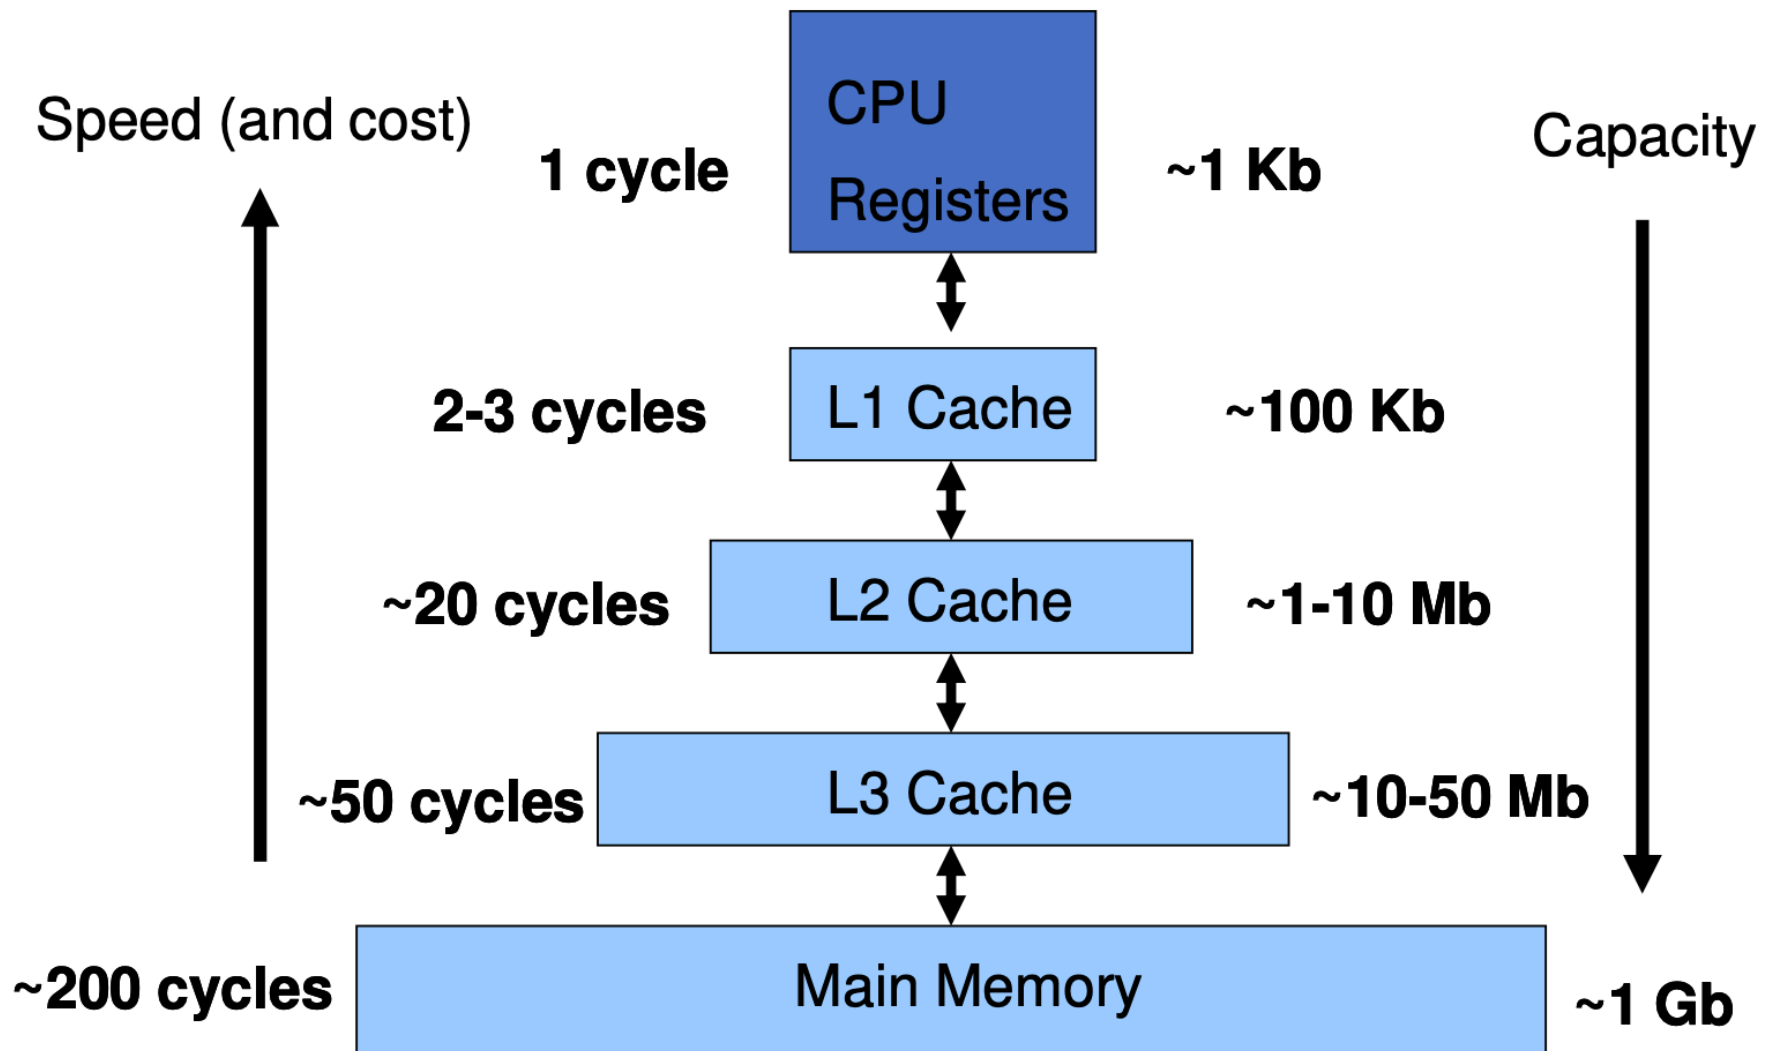 Speed (and cost)
Capacity
1 cycle
CPU
Registers
~1 Kb
2-3 cycles
L1 Cache
~100 Kb
~20 cycles
L2 Cache
~1-10 Mb
~50 cycles
L3 Cache
~10-50 Mb
~200 cycles
Main Memory
~1 Gb